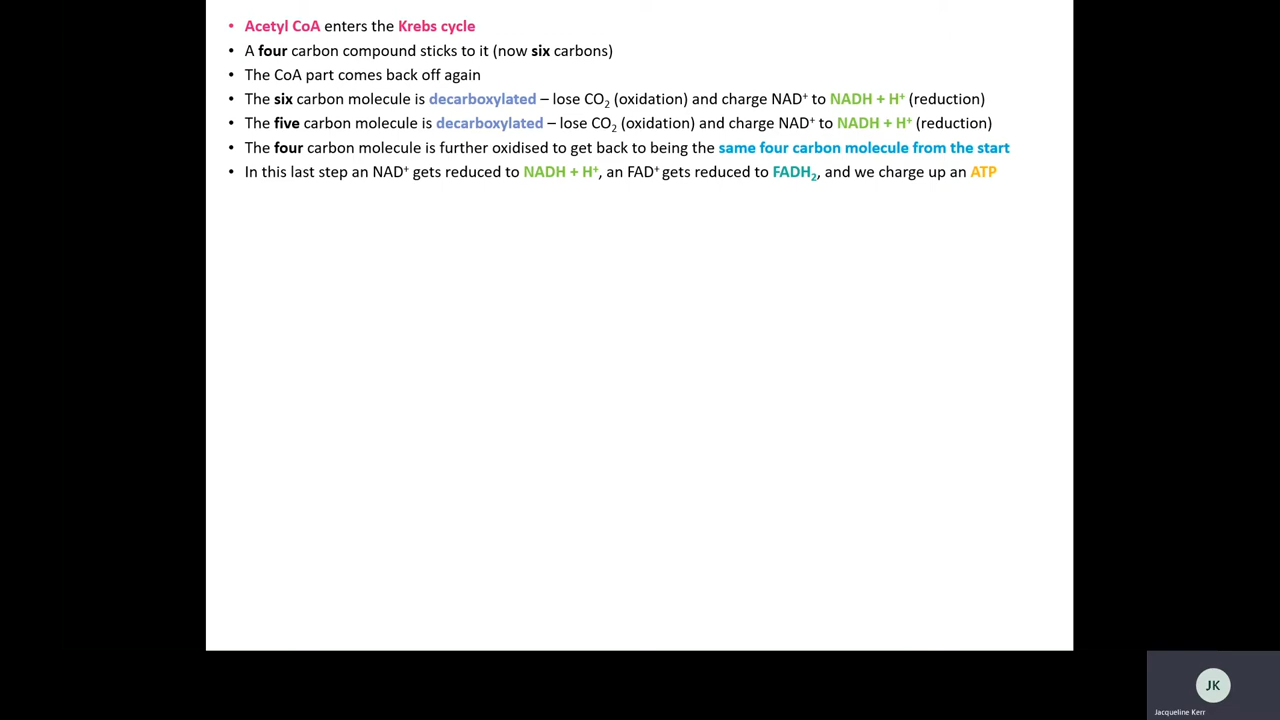 • Acetyl CoA enters the Krebs cycle
• A four carbon compound sticks to it (now six carbons)
• The CoA part comes back off again
• The six carbon molecule is decarboxylated – lose CO₂ (oxidation) and charge NAD⁺ to NADH + H⁺ (reduction)
• The five carbon molecule is decarboxylated – lose CO₂ (oxidation) and charge NAD⁺ to NADH + H⁺ (reduction)
• The four carbon molecule is further oxidised to get back to being the same four carbon molecule from the start
• In this last step an NAD⁺ gets reduced to NADH + H⁺, an FAD⁺ gets reduced to FADH₂, and we charge up an ATP
JK
Jacqueline Kerr